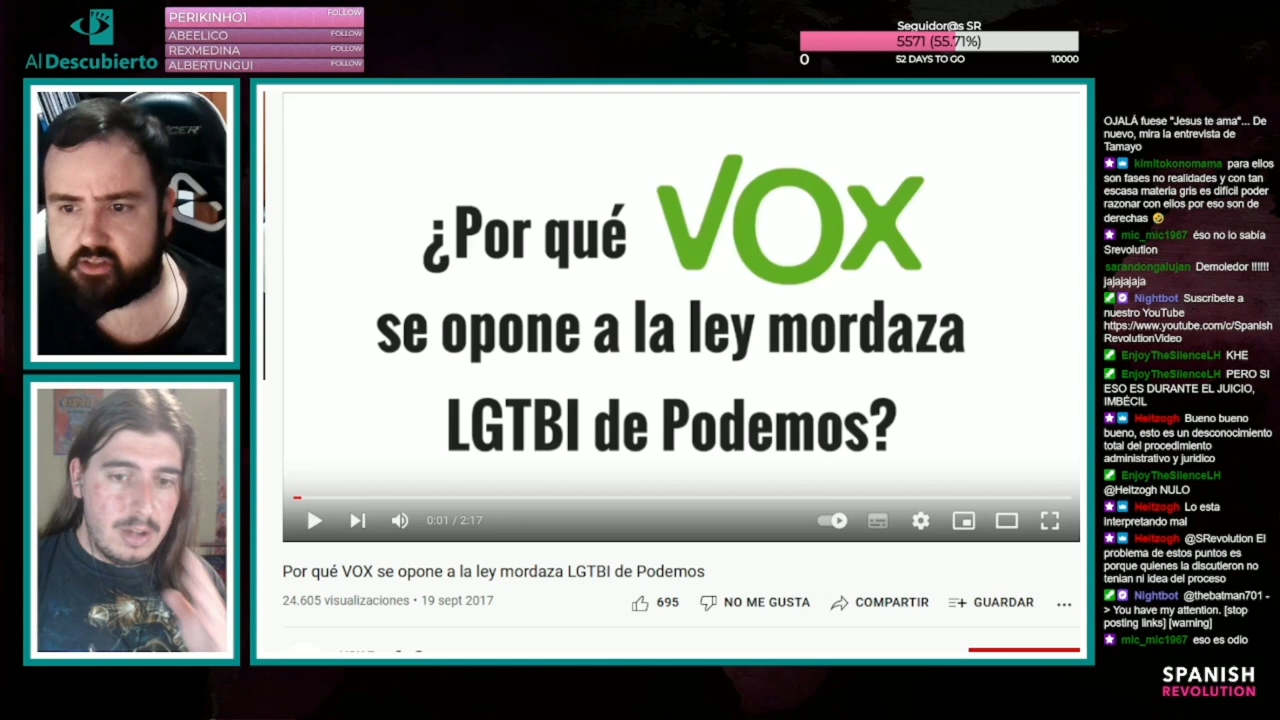 Al Descubierto
PERIKINHO1 FOLLOW
ABEELICO FOLLOW
REXMEDINA FOLLOW
ALBERTUNGUI FOLLOW
Seguidor@s SR
5571 (55.71%)
0 52 DAYS TO GO 10000
¿Por qué VOX
se opone a la ley mordaza
LGTBI de Podemos?
0:01 / 2:17
Por qué VOX se opone a la ley mordaza LGTBI de Podemos
24.605 visualizaciones • 19 sept 2017
695 NO ME GUSTA COMPARTIR GUARDAR ...
OJALÁ fuese "Jesus te ama"... De
nuevo, mira la entrevista de
Tamayo
kimitokonomama para ellos
son fases no realidades y con tan
escasa materia gris es difícil poder
razonar con ellos por eso son de
derechas 🤣
mic_mic1967 éso no lo sabía
Srevolution
sarandongalujan Demoledor !!!!!!
jajajajaja
Nightbot Suscríbete a
nuestro YouTube
https://www.youtube.com/c/Spanish
RevolutionVideo
EnjoyTheSilenceLH KHE
EnjoyTheSilenceLH PERO SI
ESO ES DURANTE EL JUICIO,
IMBÉCIL
Heitzogh Bueno bueno
bueno, esto es un desconocimiento
total del procedimiento
administrativo y juridico
EnjoyTheSilenceLH
@Heitzogh NULO
Heitzogh Lo esta
interpretando mal
Heitzogh @SRevolution El
problema de estos puntos es
porque quienes la discutieron no
tenian ni idea del proceso
Nightbot @thebatman701 -
> You have my attention. [stop
posting links] [warning]
mic_mic1967 eso es odio
SPANISH
REVOLUTION